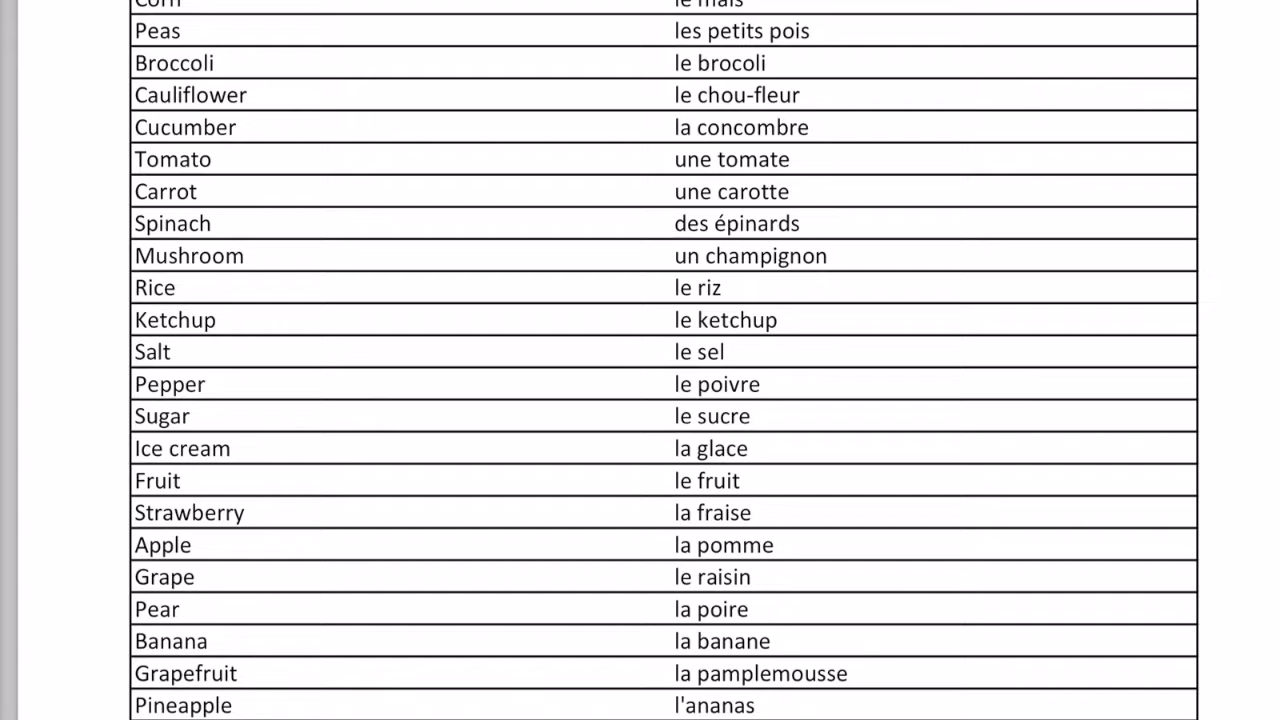 Corn le maïs
Peas les petits pois
Broccoli le brocoli
Cauliflower le chou-fleur
Cucumber la concombre
Tomato une tomate
Carrot une carotte
Spinach des épinards
Mushroom un champignon
Rice le riz
Ketchup le ketchup
Salt le sel
Pepper le poivre
Sugar le sucre
Ice cream la glace
Fruit le fruit
Strawberry la fraise
Apple la pomme
Grape le raisin
Pear la poire
Banana la banane
Grapefruit la pamplemousse
Pineapple l'ananas